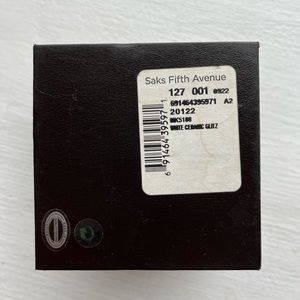 Saks Fifth Avenue
127 001 0922
691464395971 A2
20122
MK5188
WHITE CERAMIC GLITZ
6 91464 39597 1